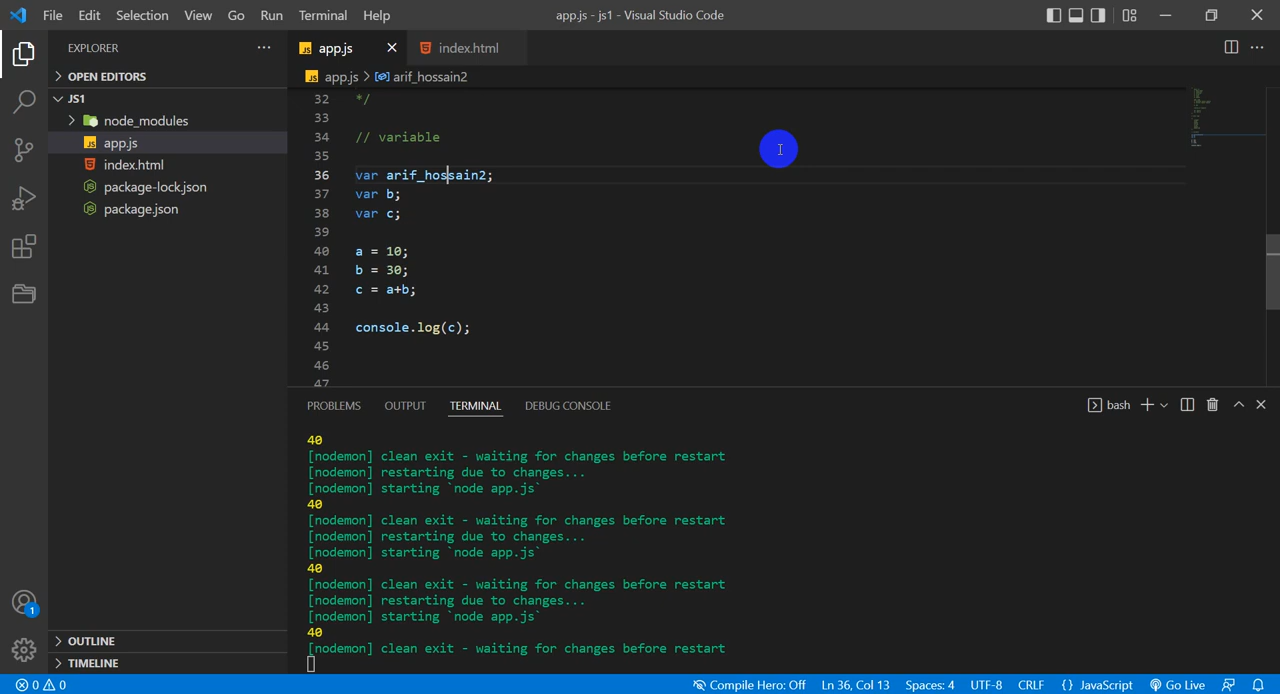 File Edit Selection View Go Run Terminal Help app.js - js1 - Visual Studio Code
EXPLORER
OPEN EDITORS
JS1
node_modules
JS app.js
index.html
package-lock.json
package.json
OUTLINE
TIMELINE
1
JS app.js index.html
JS app.js > arif_hossain2
32 */
33
34 // variable
35
36 var arif_hossain2;
37 var b;
38 var c;
39
40 a = 10;
41 b = 30;
42 c = a+b;
43
44 console.log(c);
45
46
47
PROBLEMS OUTPUT TERMINAL DEBUG CONSOLE bash
40
[nodemon] clean exit - waiting for changes before restart
[nodemon] restarting due to changes...
[nodemon] starting `node app.js`
40
[nodemon] clean exit - waiting for changes before restart
[nodemon] restarting due to changes...
[nodemon] starting `node app.js`
40
[nodemon] clean exit - waiting for changes before restart
[nodemon] restarting due to changes...
[nodemon] starting `node app.js`
40
[nodemon] clean exit - waiting for changes before restart
0 0 Compile Hero: Off Ln 36, Col 13 Spaces: 4 UTF-8 CRLF {} JavaScript Go Live